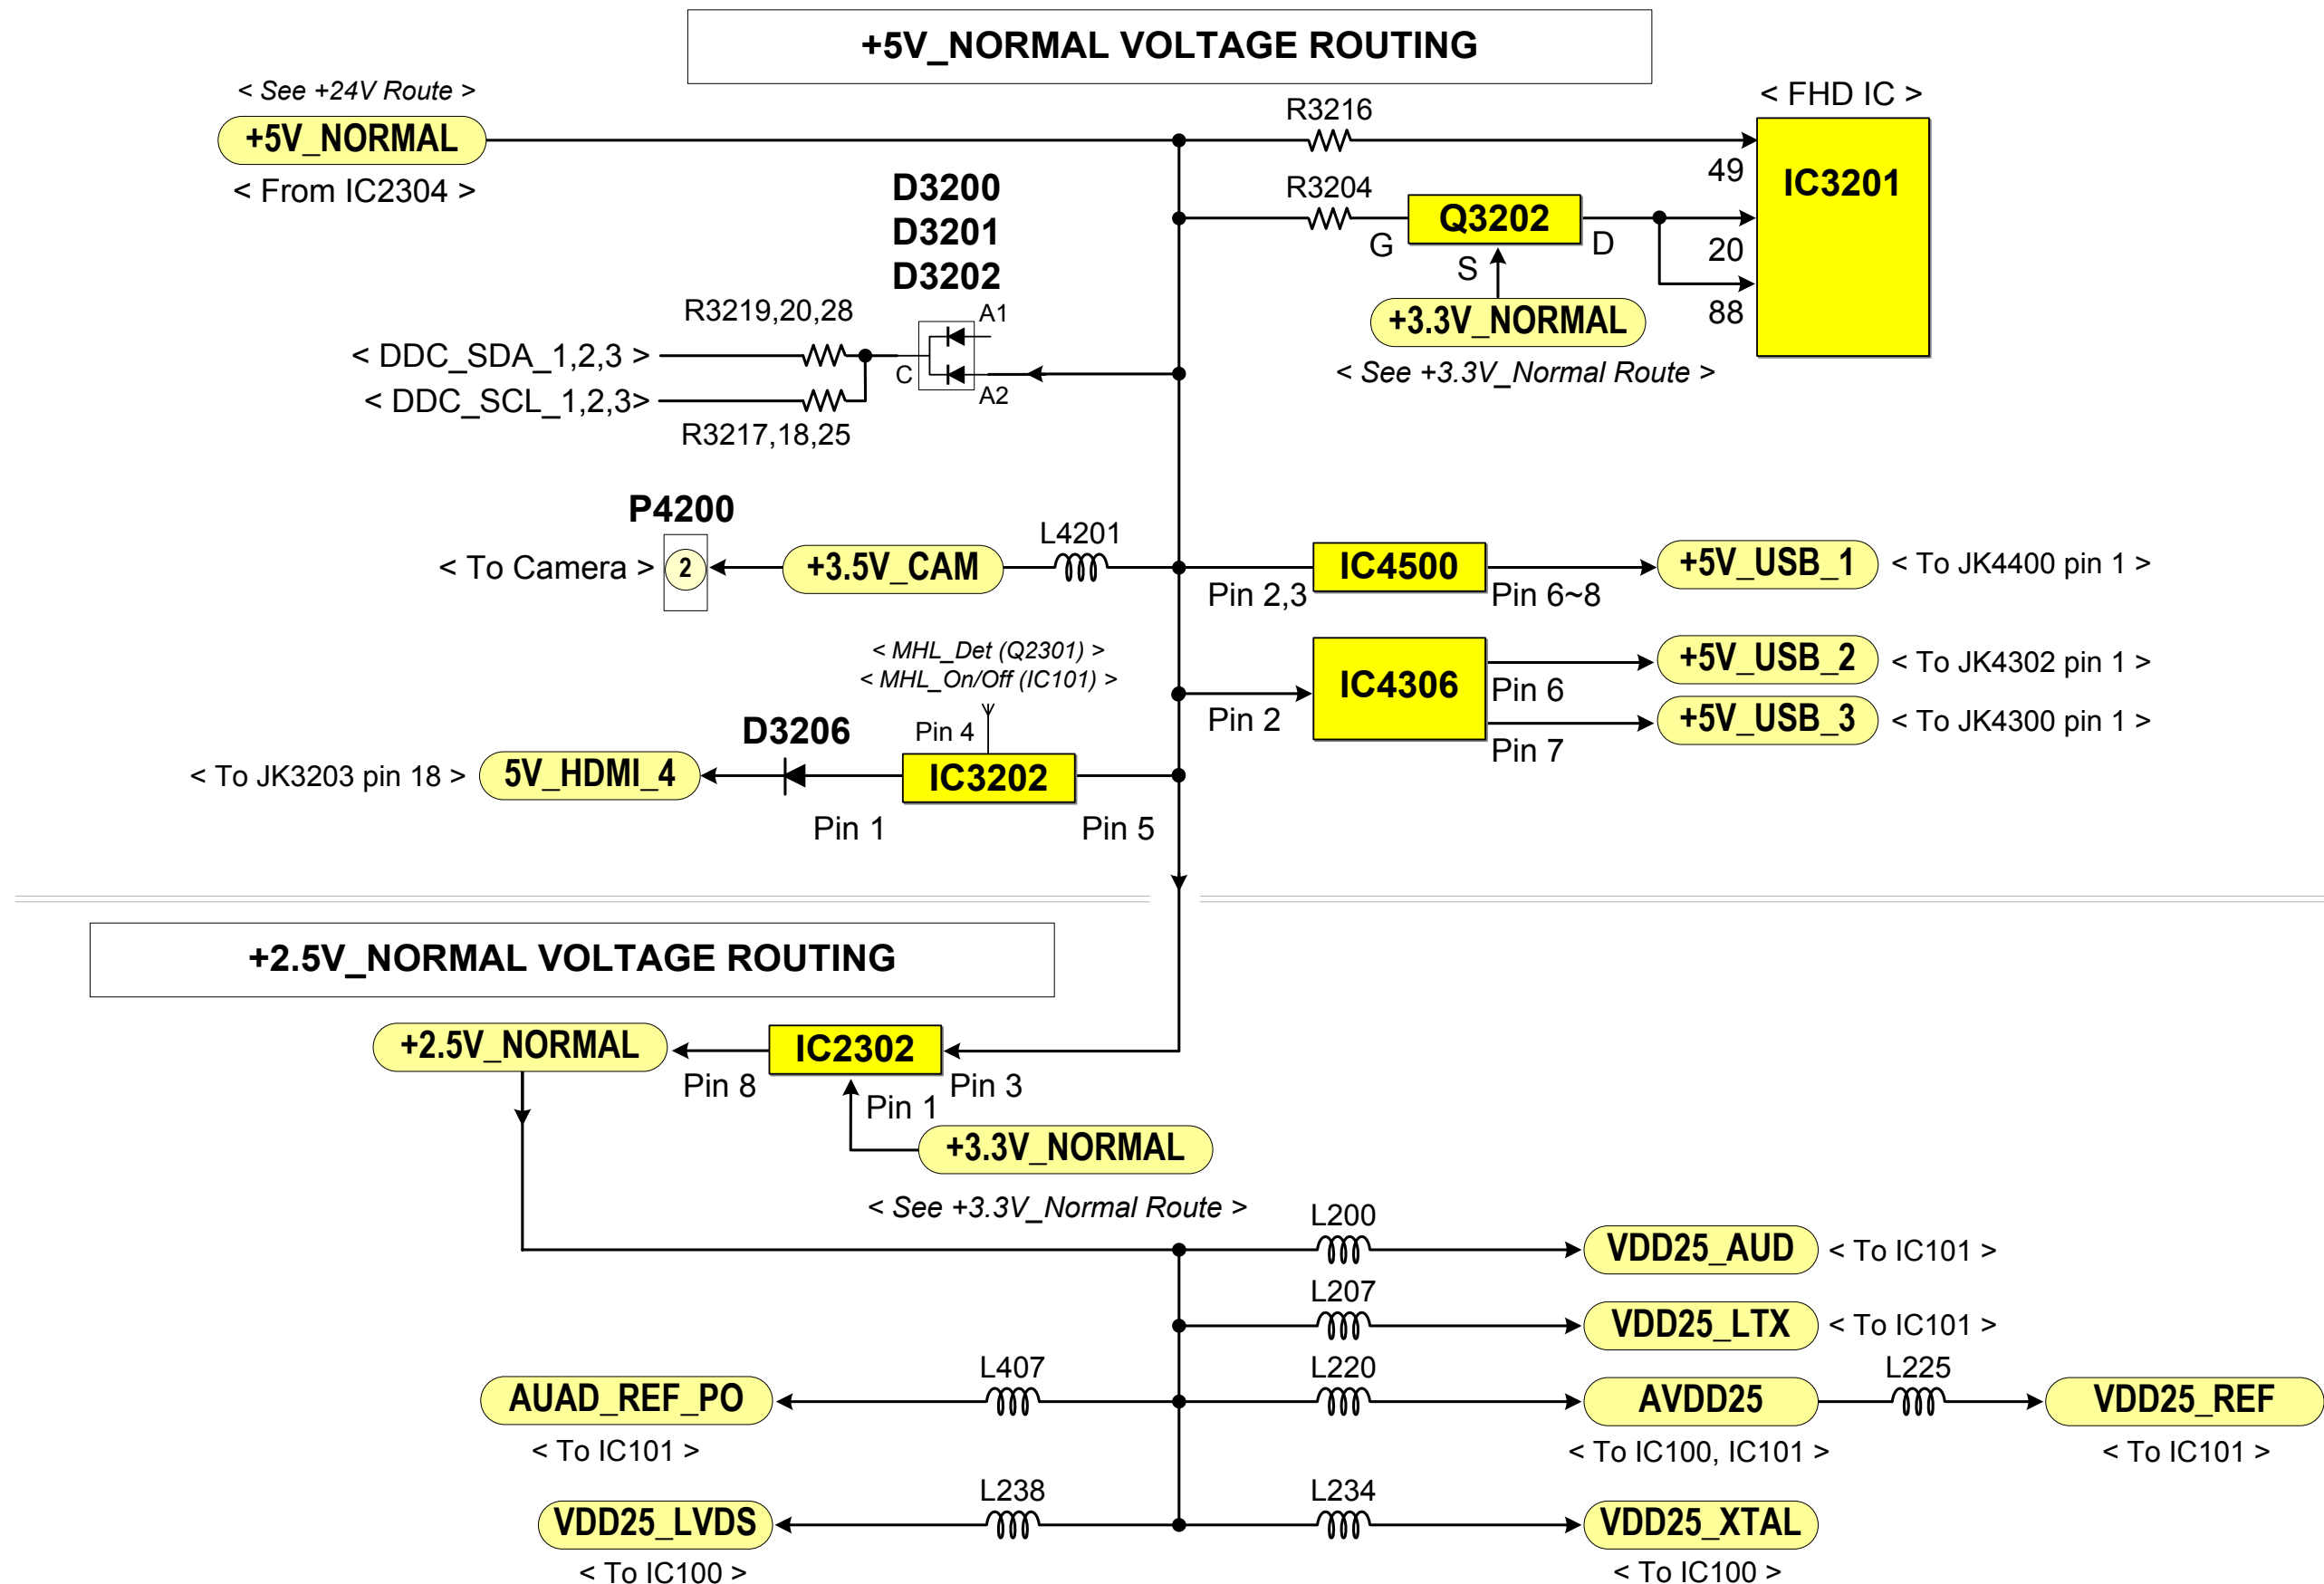 +5V_NORMAL VOLTAGE ROUTING
< See +24V Route >
+5V_NORMAL
< From IC2304 >
R3216
< FHD IC >
49
IC3201
R3204
Q3202
G
D
S
20
88
+3.3V_NORMAL
< See +3.3V_Normal Route >
D3200
D3201
D3202
R3219,20,28
A1
< DDC_SDA_1,2,3 >
C
< DDC_SCL_1,2,3>
A2
R3217,18,25
P4200
L4201
< To Camera >
2
+3.5V_CAM
IC4500
Pin 2,3
Pin 6~8
+5V_USB_1
< To JK4400 pin 1 >
< MHL_Det (Q2301) >
< MHL_On/Off (IC101) >
IC4306
Pin 2
Pin 6
Pin 7
+5V_USB_2
< To JK4302 pin 1 >
+5V_USB_3
< To JK4300 pin 1 >
D3206
Pin 4
< To JK3203 pin 18 >
5V_HDMI_4
IC3202
Pin 1
Pin 5
+2.5V_NORMAL VOLTAGE ROUTING
+2.5V_NORMAL
IC2302
Pin 8
Pin 3
Pin 1
+3.3V_NORMAL
< See +3.3V_Normal Route >
L200
VDD25_AUD
< To IC101 >
L207
VDD25_LTX
< To IC101 >
L407
L220
L225
AUAD_REF_PO
AVDD25
VDD25_REF
< To IC101 >
< To IC100, IC101 >
< To IC101 >
L238
L234
VDD25_LVDS
VDD25_XTAL
< To IC100 >
< To IC100 >